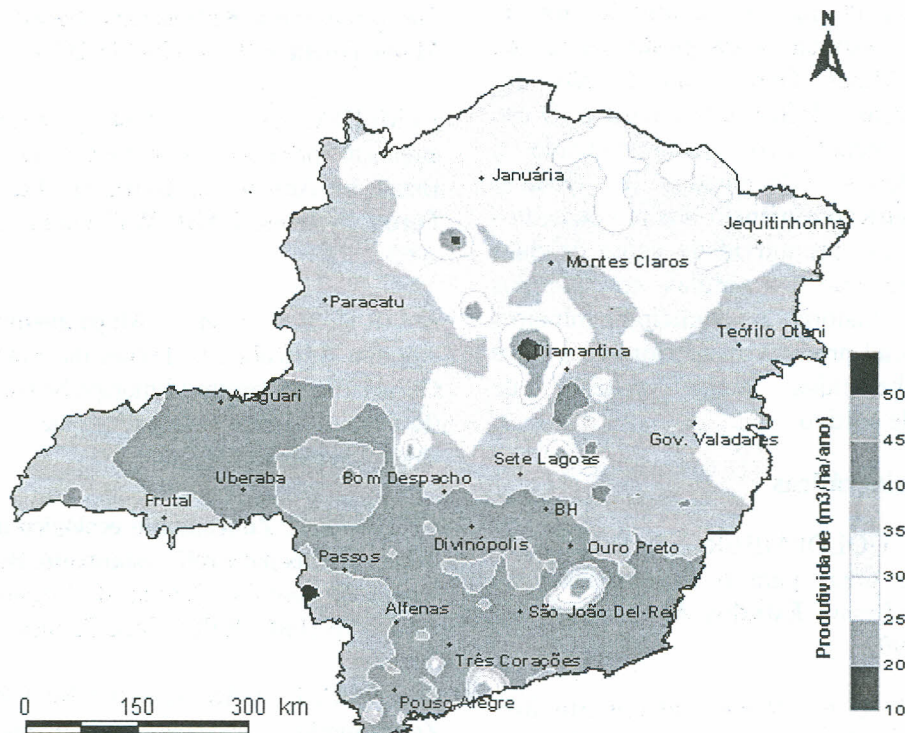 N
Januária
Jequitinhonha
Montes Claros
Paracatu
Teófilo Otoni
Diamantina
Araguari
Gov. Valadares
Sete Lagoas
Uberaba
Bom Despacho
Frutal
BH
Divinópolis
Ouro Preto
Passos
Alfenas
São João Del-Rei
Três Corações
Pouso Alegre
0 150 300 km
Produtividade (m3/ha/ano)
50
45
40
35
30
25
20
10